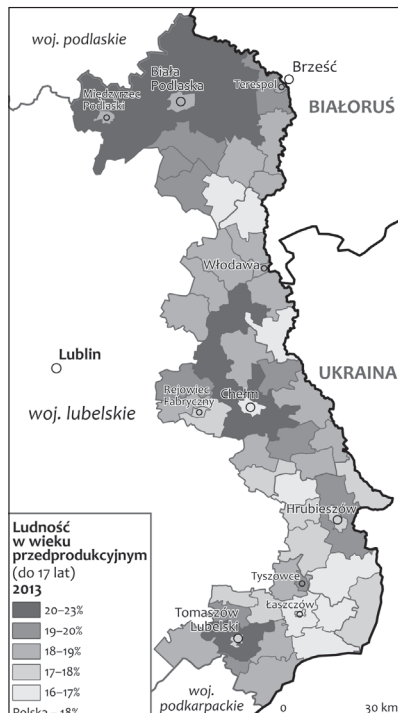 woj. podlaskie
Brześć
Biała
Podlaska
Terespol
Międzyrzec
Podlaski
BIAŁORUŚ
Włodawa
Lublin
UKRAINA
Rejowiec
Fabryczny
Chełm
woj. lubelskie
Hrubieszów
Ludność
w wieku
przedprodukcyjnym
(do 17 lat)
2013
20–23%
19–20%
18–19%
17–18%
16–17%
Polska – 18%
Tyszowce
Łaszczów
Tomaszów
Lubelski
woj.
podkarpackie
0 30 km